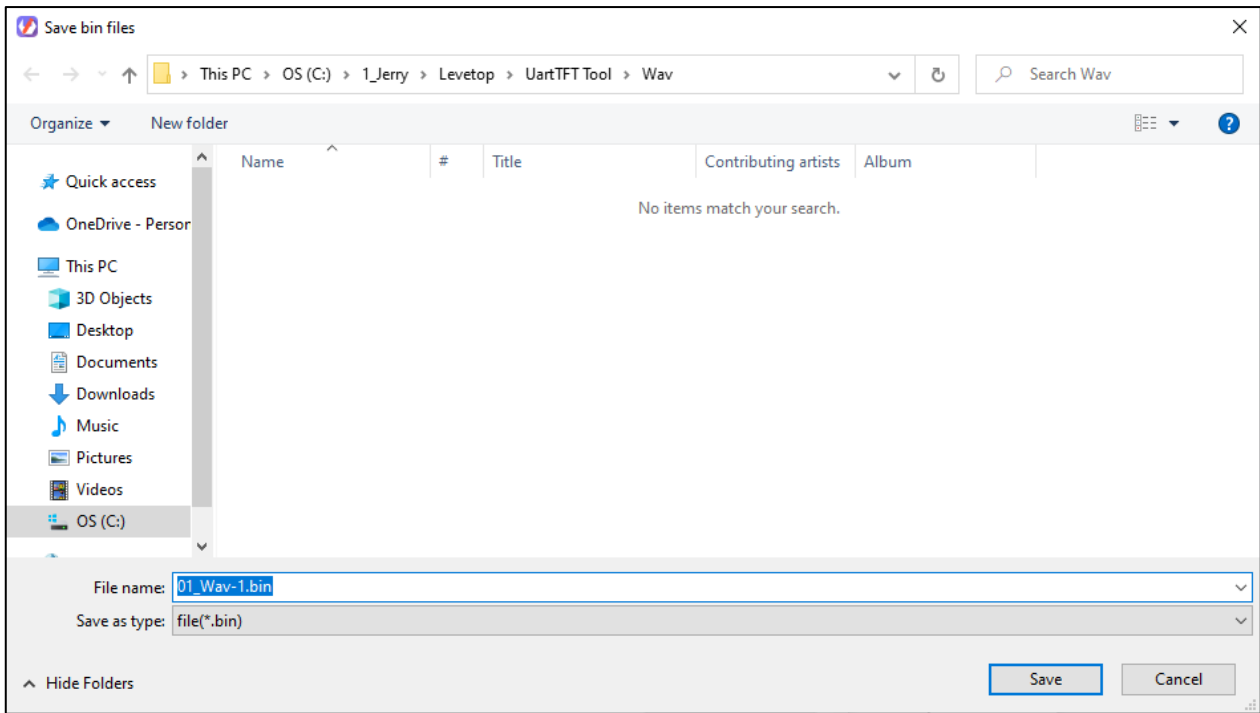 Save bin files
This PC > OS (C:) > 1_Jerry > Levetop > UartTFT Tool > Wav
Search Wav
Organize
New folder
?
Name # Title Contributing artists Album
No items match your search.
Quick access
OneDrive - Person
This PC
3D Objects
Desktop
Documents
Downloads
Music
Pictures
Videos
OS (C:)
File name: 01_Wav-1.bin
Save as type: file(*.bin)
Hide Folders
Save
Cancel